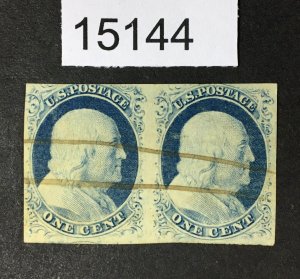 15144
U.S. POSTAGE U.S. POSTAGE
ONE CENT ONE CENT